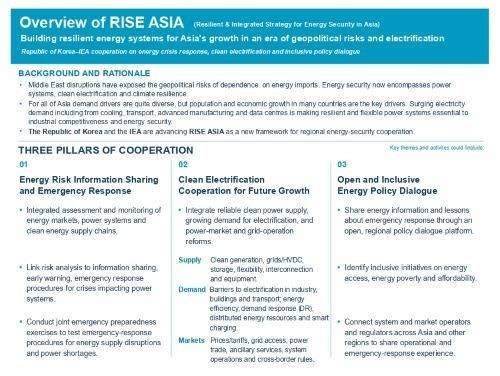 Overview of RISE ASIA (Resilient & Integrated Strategy for Energy Security in Asia)
Building resilient energy systems for Asia's growth in an era of geopolitical risks and electrification
Republic of Korea–IEA cooperation on energy crisis response, clean electrification and inclusive policy dialogue
BACKGROUND AND RATIONALE
• Middle East disruptions have exposed the geopolitical risks of dependence on energy imports. Energy security now encompasses power
systems, clean electrification and climate resilience.
• For all of Asia demand drivers are quite diverse, but population and economic growth in many countries are the key drivers. Surging electricity
demand including from cooling, transport, advanced manufacturing and data centres is making resilient and flexible power systems essential to
industrial competitiveness and energy security.
• The Republic of Korea and the IEA are advancing RISE ASIA as a new framework for regional energy-security cooperation.
THREE PILLARS OF COOPERATION
Key themes and activities could include:
01
Energy Risk Information Sharing
and Emergency Response
• Integrated assessment and monitoring of
energy markets, power systems and
clean energy supply chains.
• Link risk analysis to information sharing,
early warning, emergency response
procedures for crises impacting power
systems.
• Conduct joint emergency preparedness
exercises to test emergency-response
procedures for energy supply disruptions
and power shortages.
02
Clean Electrification
Cooperation for Future Growth
• Integrate reliable clean power supply,
growing demand for electrification, and
power-market and grid-operation
reforms.
Supply Clean generation, grids/HVDC,
storage, flexibility, interconnection
and equipment.
Demand Barriers to electrification in industry,
buildings and transport; energy
efficiency, demand response (DR),
distributed energy resources and smart
charging.
Markets Prices/tariffs, grid access, power
trade, ancillary services, system
operations and cross-border rules.
03
Open and Inclusive
Energy Policy Dialogue
• Share energy information and lessons
about emergency response through an
open, regional policy dialogue platform.
• Identify inclusive initiatives on energy
access, energy poverty and affordability.
• Connect system and market operators
and regulators across Asia and other
regions to share operational and
emergency-response experience.